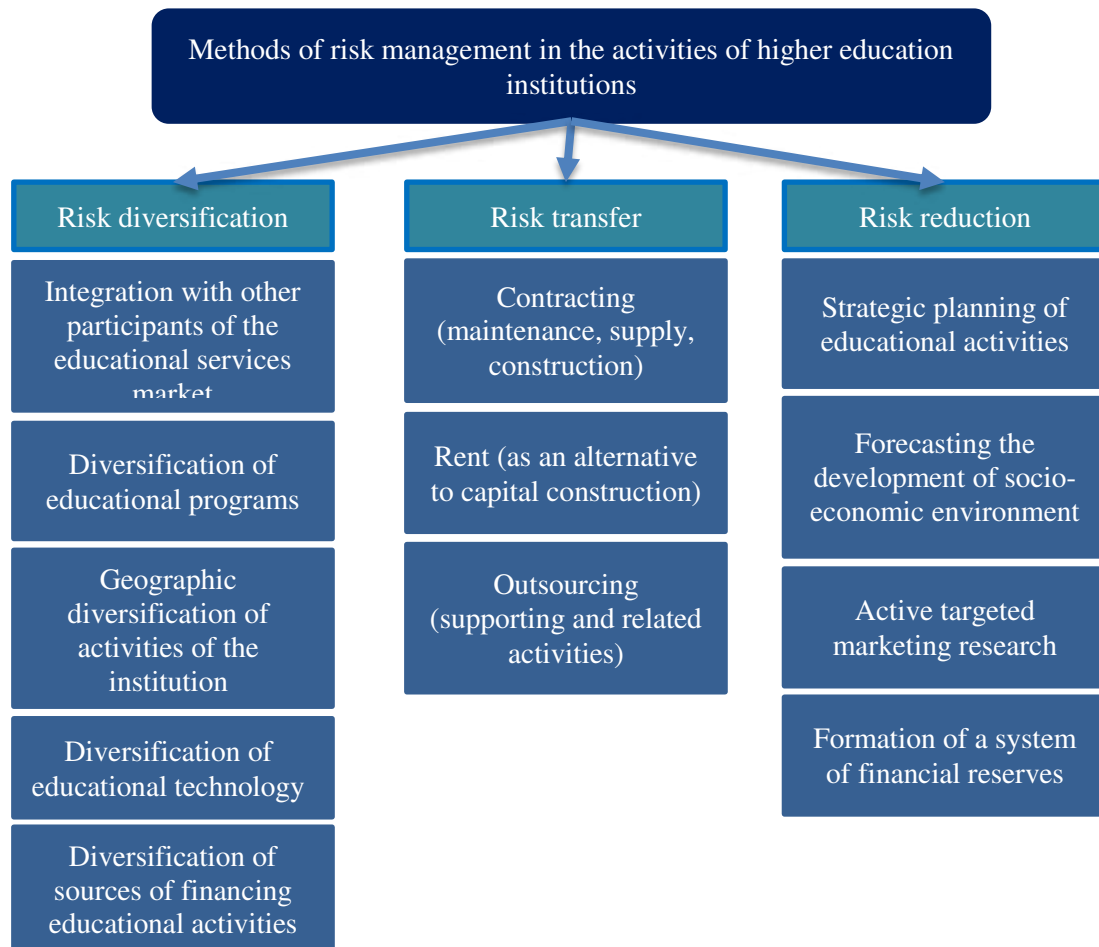 Methods of risk management in the activities of higher education
institutions
Risk diversification
Integration with other
participants of the
educational services
market
Diversification of
educational programs
Geographic
diversification of
activities of the
institution
Diversification of
educational technology
Diversification of
sources of financing
educational activities
Risk transfer
Contracting
(maintenance, supply,
construction)
Rent (as an alternative
to capital construction)
Outsourcing
(supporting and related
activities)
Risk reduction
Strategic planning of
educational activities
Forecasting the
development of socio-
economic environment
Active targeted
marketing research
Formation of a system
of financial reserves